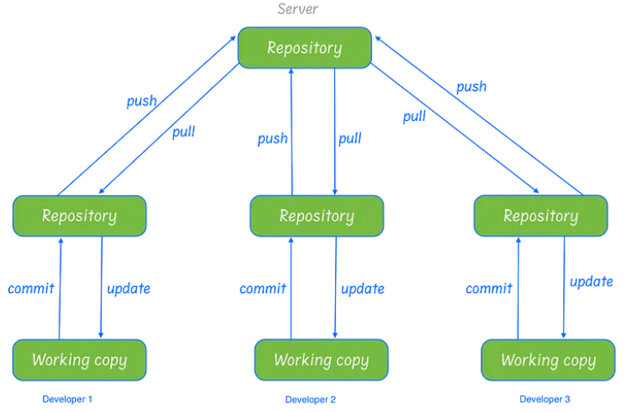 Server
Repository
push
pull
push
pull
pull
push
Repository
Repository
Repository
commit
update
commit
update
commit
update
Working copy
Working copy
Working copy
Developer 1
Developer 2
Developer 3